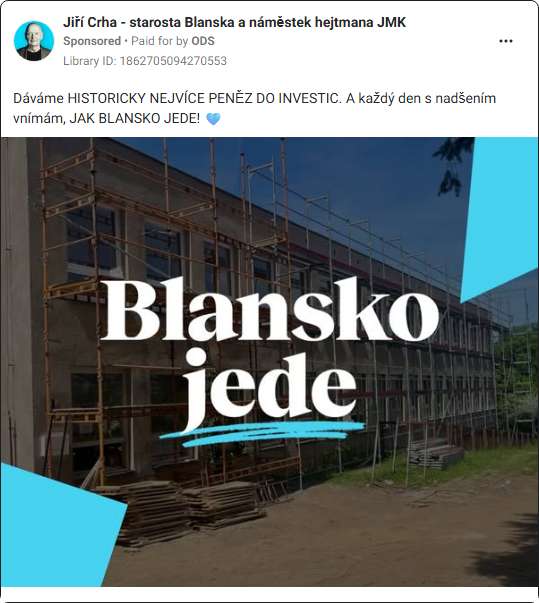 Jiří Crha - starosta Blanska a náměstek hejtmana JMK
Sponsored • Paid for by ODS
Library ID: 1862705094270553
Dáváme HISTORICKY NEJVÍCE PENĚZ DO INVESTIC. A každý den s nadšením
vnímám, JAK BLANSKO JEDE! 🩵
Blansko
jede